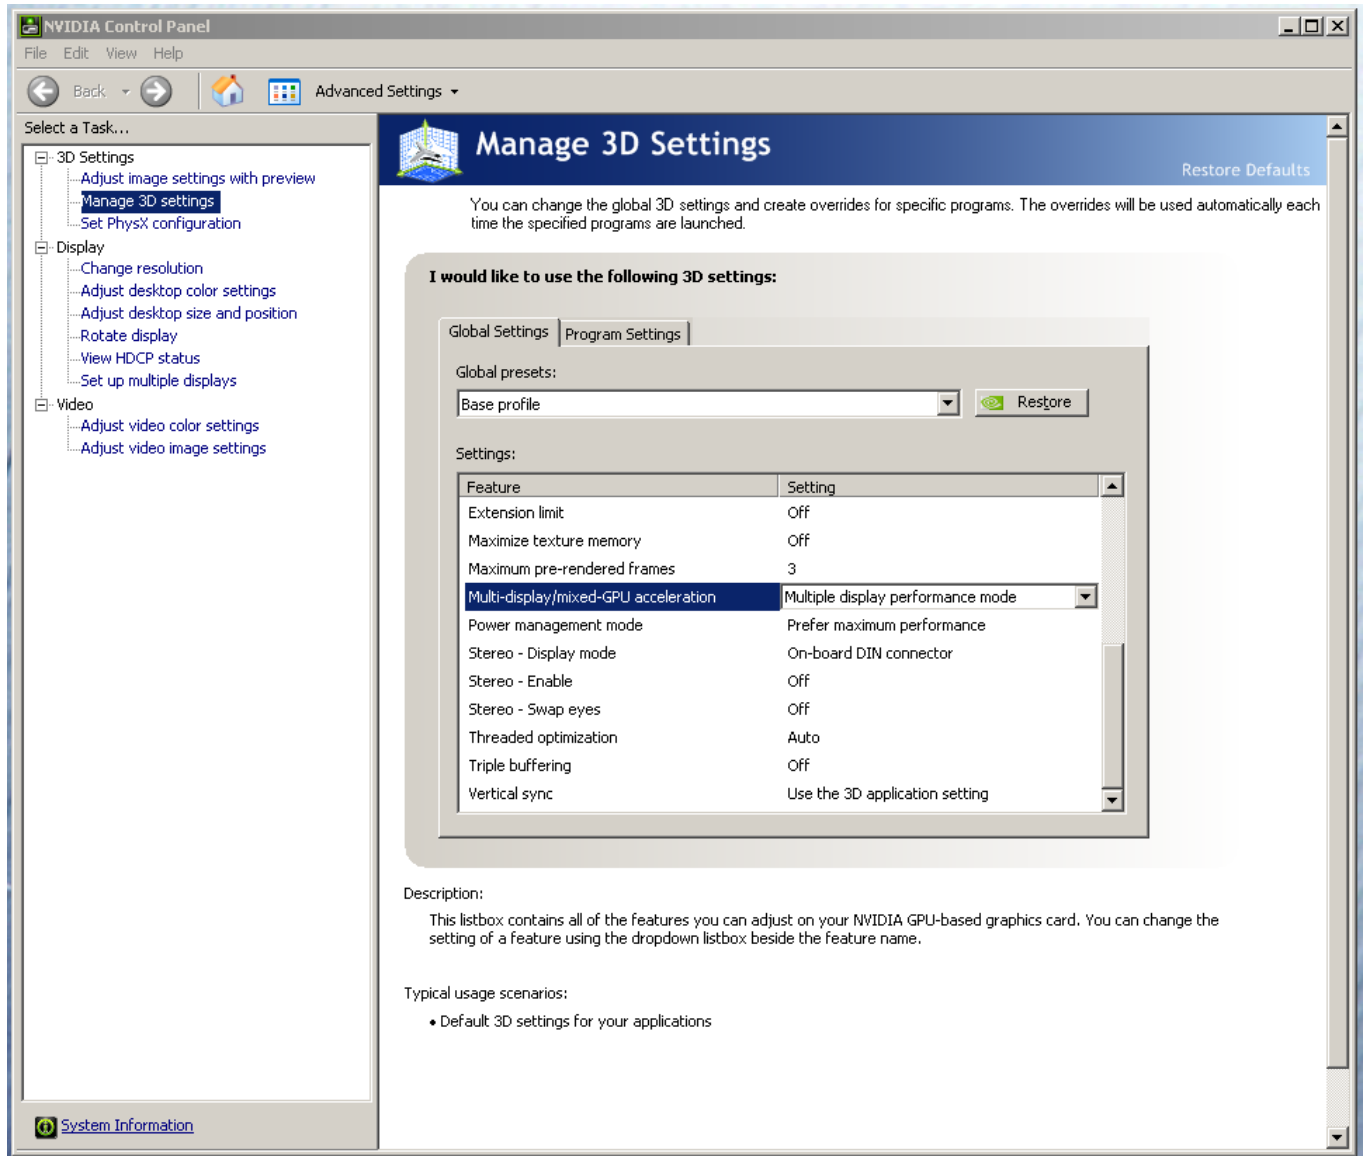 NVIDIA Control Panel
File Edit View Help
Back Advanced Settings
Select a Task...
3D Settings
Adjust image settings with preview
Manage 3D settings
Set PhysX configuration
Display
Change resolution
Adjust desktop color settings
Adjust desktop size and position
Rotate display
View HDCP status
Set up multiple displays
Video
Adjust video color settings
Adjust video image settings
System Information
Manage 3D Settings
Restore Defaults
You can change the global 3D settings and create overrides for specific programs. The overrides will be used automatically each
time the specified programs are launched.
I would like to use the following 3D settings:
Global Settings Program Settings
Global presets:
Base profile Restore
Settings:
Feature Setting
Extension limit Off
Maximize texture memory Off
Maximum pre-rendered frames 3
Multi-display/mixed-GPU acceleration Multiple display performance mode
Power management mode Prefer maximum performance
Stereo - Display mode On-board DIN connector
Stereo - Enable Off
Stereo - Swap eyes Off
Threaded optimization Auto
Triple buffering Off
Vertical sync Use the 3D application setting
Description:
This listbox contains all of the features you can adjust on your NVIDIA GPU-based graphics card. You can change the
setting of a feature using the dropdown listbox beside the feature name.
Typical usage scenarios:
• Default 3D settings for your applications